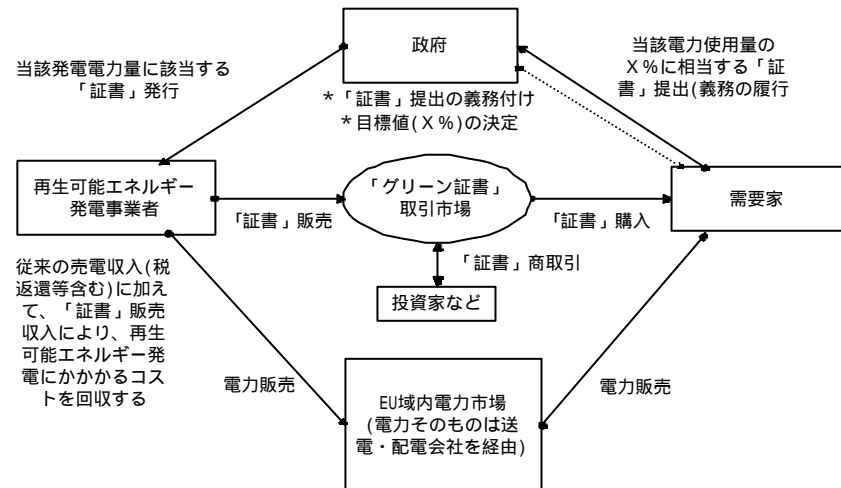 政府
当該発電電力量に該当する
「証書」発行
当該電力使用量の
X%に相当する「証
書」提出(義務の履行
*「証書」提出の義務付け
*目標値(X%)の決定
再生可能エネルギー
発電事業者
「証書」販売
「グリーン証書」
取引市場
「証書」購入
需要家
「証書」商取引
投資家など
従来の売電収入(税
返還等含む)に加え
て、「証書」販売
収入により、再生
可能エネルギー発
電にかかかるコス
トを回収する
電力販売
EU域内電力市場
(電力そのものは送
電・配電会社を経由)
電力販売